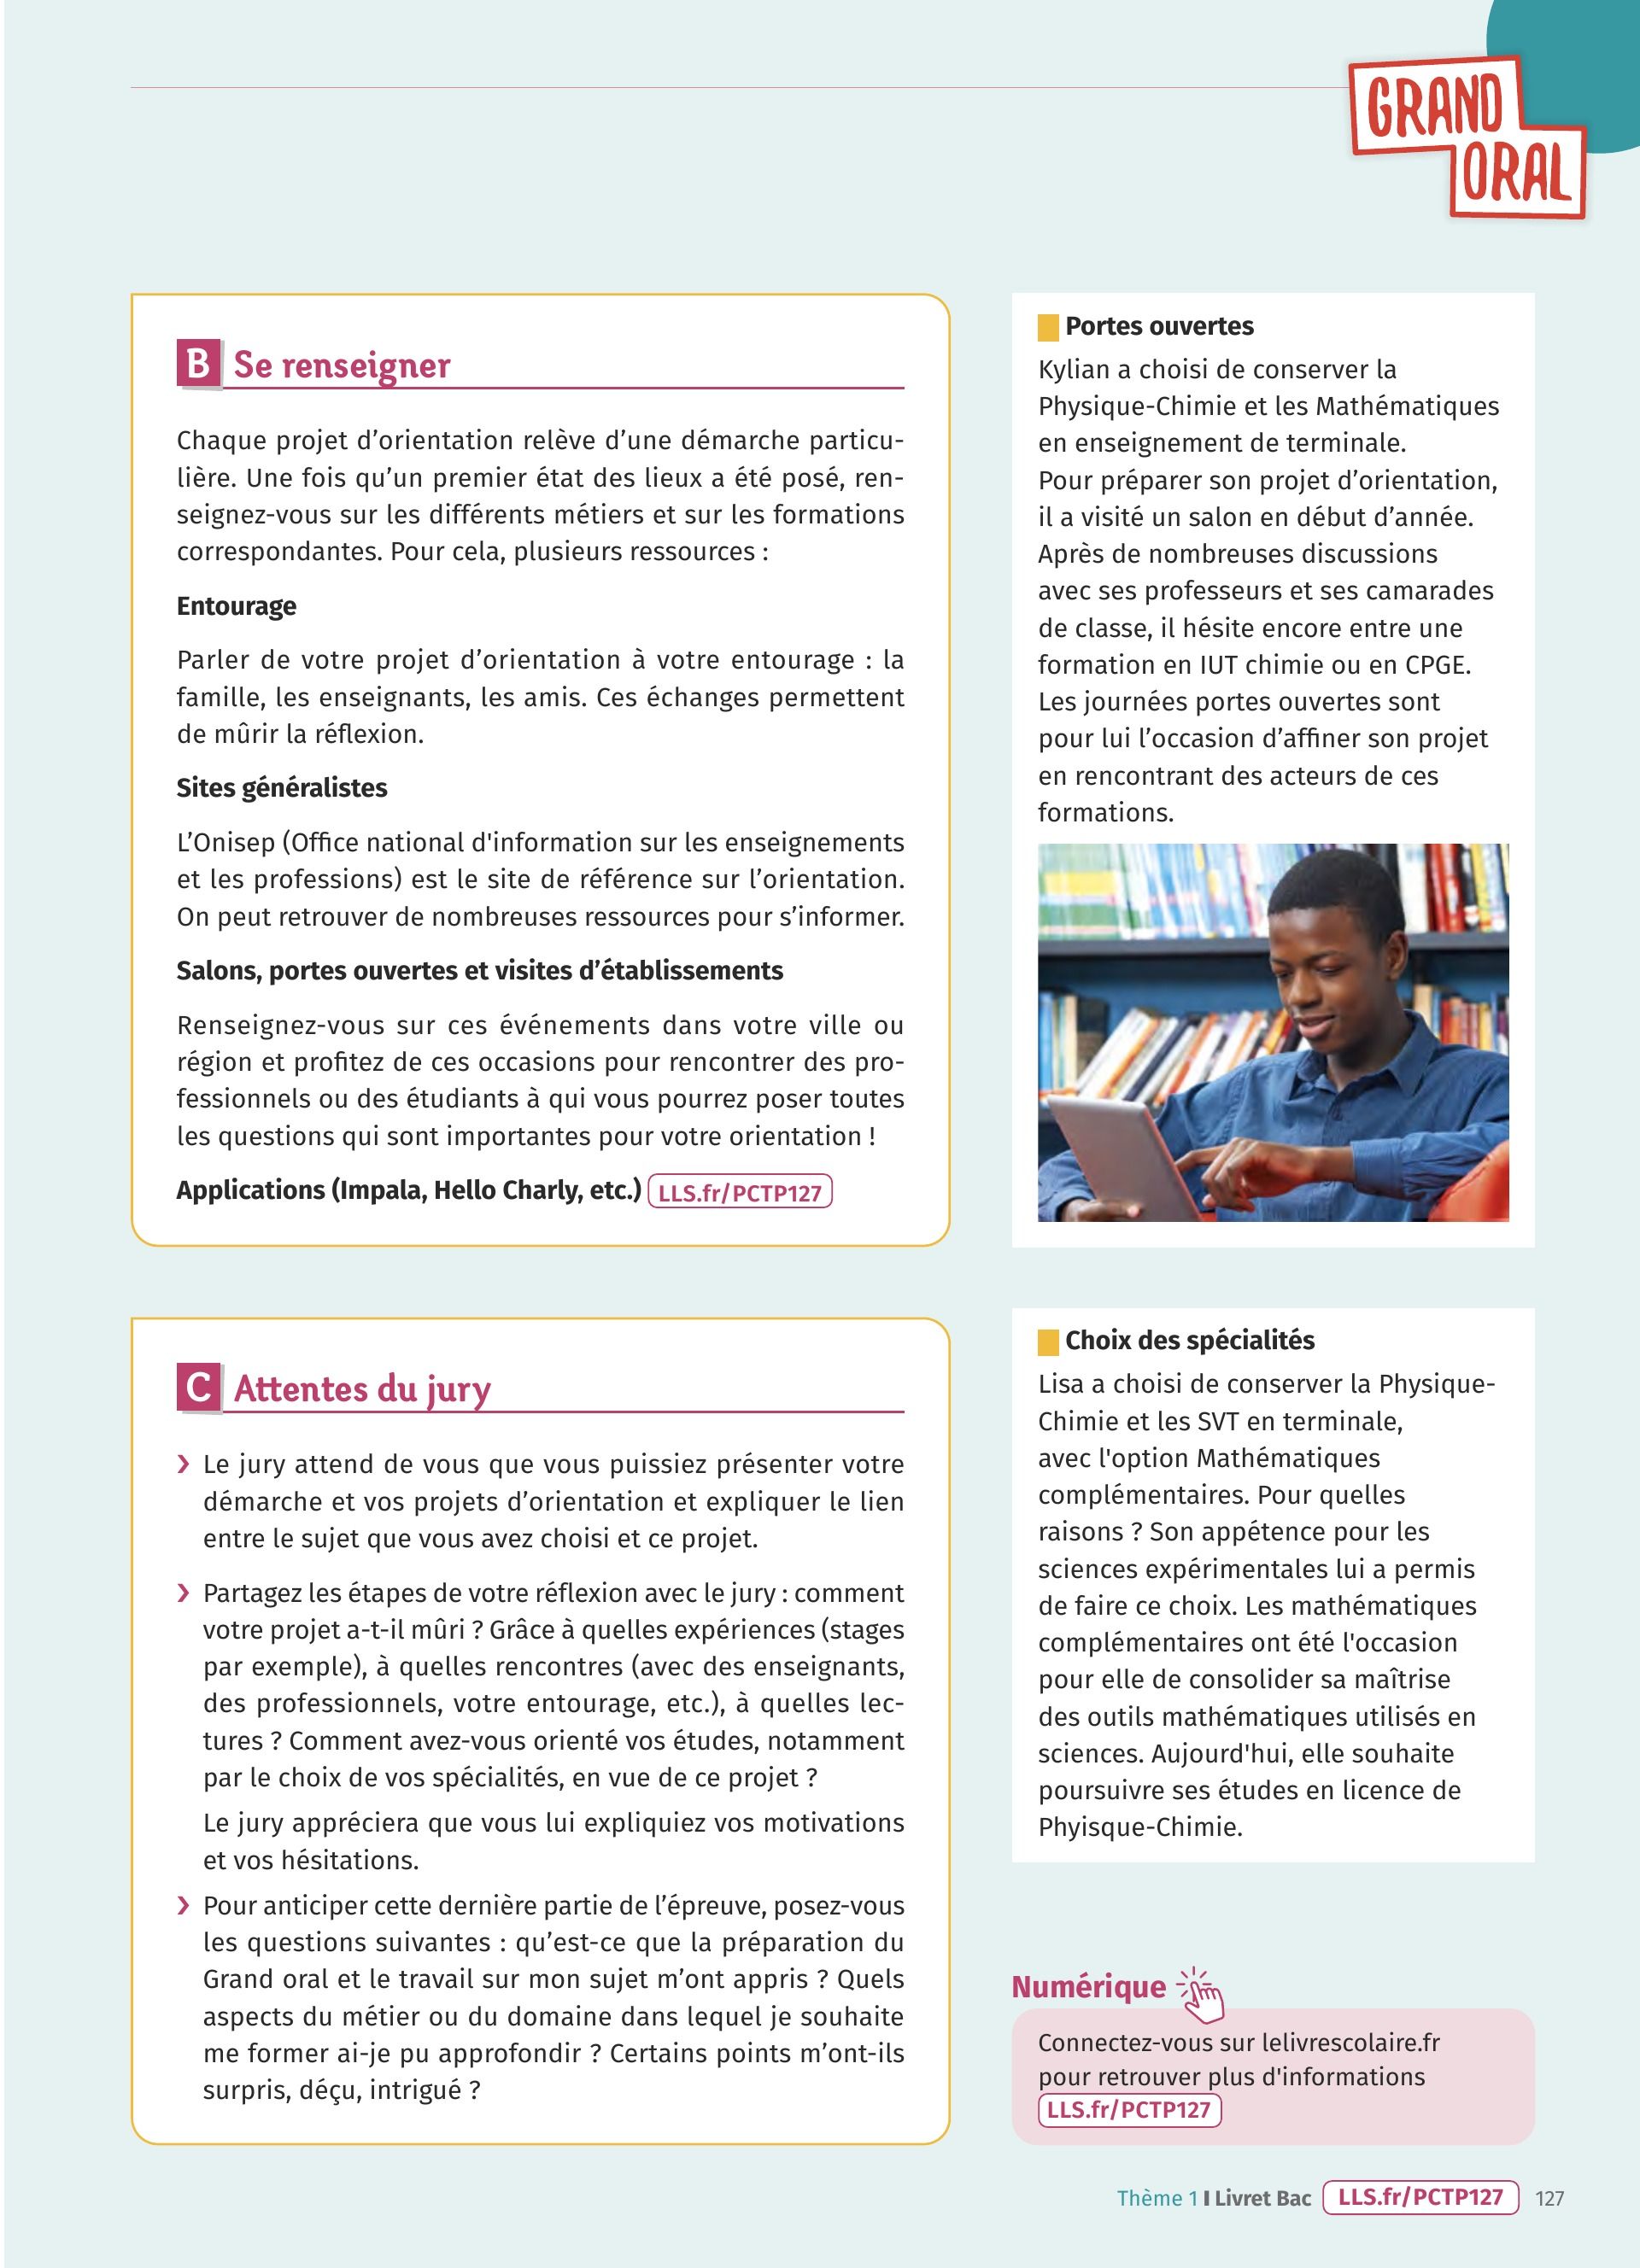 GRAND
ORAL
B Se renseigner
Chaque projet d’orientation relève d’une démarche particu-
lière. Une fois qu’un premier état des lieux a été posé, ren-
seignez-vous sur les différents métiers et sur les formations
correspondantes. Pour cela, plusieurs ressources :
Entourage
Parler de votre projet d’orientation à votre entourage : la
famille, les enseignants, les amis. Ces échanges permettent
de mûrir la réflexion.
Sites généralistes
L’Onisep (Office national d'information sur les enseignements
et les professions) est le site de référence sur l’orientation.
On peut retrouver de nombreuses ressources pour s’informer.
Salons, portes ouvertes et visites d’établissements
Renseignez-vous sur ces événements dans votre ville ou
région et profitez de ces occasions pour rencontrer des pro-
fessionnels ou des étudiants à qui vous pourrez poser toutes
les questions qui sont importantes pour votre orientation !
Applications (Impala, Hello Charly, etc.) LLS.fr/PCTP127
Portes ouvertes
Kylian a choisi de conserver la
Physique-Chimie et les Mathématiques
en enseignement de terminale.
Pour préparer son projet d’orientation,
il a visité un salon en début d’année.
Après de nombreuses discussions
avec ses professeurs et ses camarades
de classe, il hésite encore entre une
formation en IUT chimie ou en CPGE.
Les journées portes ouvertes sont
pour lui l’occasion d’affiner son projet
en rencontrant des acteurs de ces
formations.
C Attentes du jury
› Le jury attend de vous que vous puissiez présenter votre
démarche et vos projets d’orientation et expliquer le lien
entre le sujet que vous avez choisi et ce projet.
› Partagez les étapes de votre réflexion avec le jury : comment
votre projet a-t-il mûri ? Grâce à quelles expériences (stages
par exemple), à quelles rencontres (avec des enseignants,
des professionnels, votre entourage, etc.), à quelles lec-
tures ? Comment avez-vous orienté vos études, notamment
par le choix de vos spécialités, en vue de ce projet ?
Le jury appréciera que vous lui expliquiez vos motivations
et vos hésitations.
› Pour anticiper cette dernière partie de l’épreuve, posez-vous
les questions suivantes : qu’est-ce que la préparation du
Grand oral et le travail sur mon sujet m’ont appris ? Quels
aspects du métier ou du domaine dans lequel je souhaite
me former ai-je pu approfondir ? Certains points m’ont-ils
surpris, déçu, intrigué ?
Choix des spécialités
Lisa a choisi de conserver la Physique-
Chimie et les SVT en terminale,
avec l'option Mathématiques
complémentaires. Pour quelles
raisons ? Son appétence pour les
sciences expérimentales lui a permis
de faire ce choix. Les mathématiques
complémentaires ont été l'occasion
pour elle de consolider sa maîtrise
des outils mathématiques utilisés en
sciences. Aujourd'hui, elle souhaite
poursuivre ses études en licence de
Phyisque-Chimie.
Numérique
Connectez-vous sur lelivrescolaire.fr
pour retrouver plus d'informations
LLS.fr/PCTP127
Thème 1 I Livret Bac LLS.fr/PCTP127 127